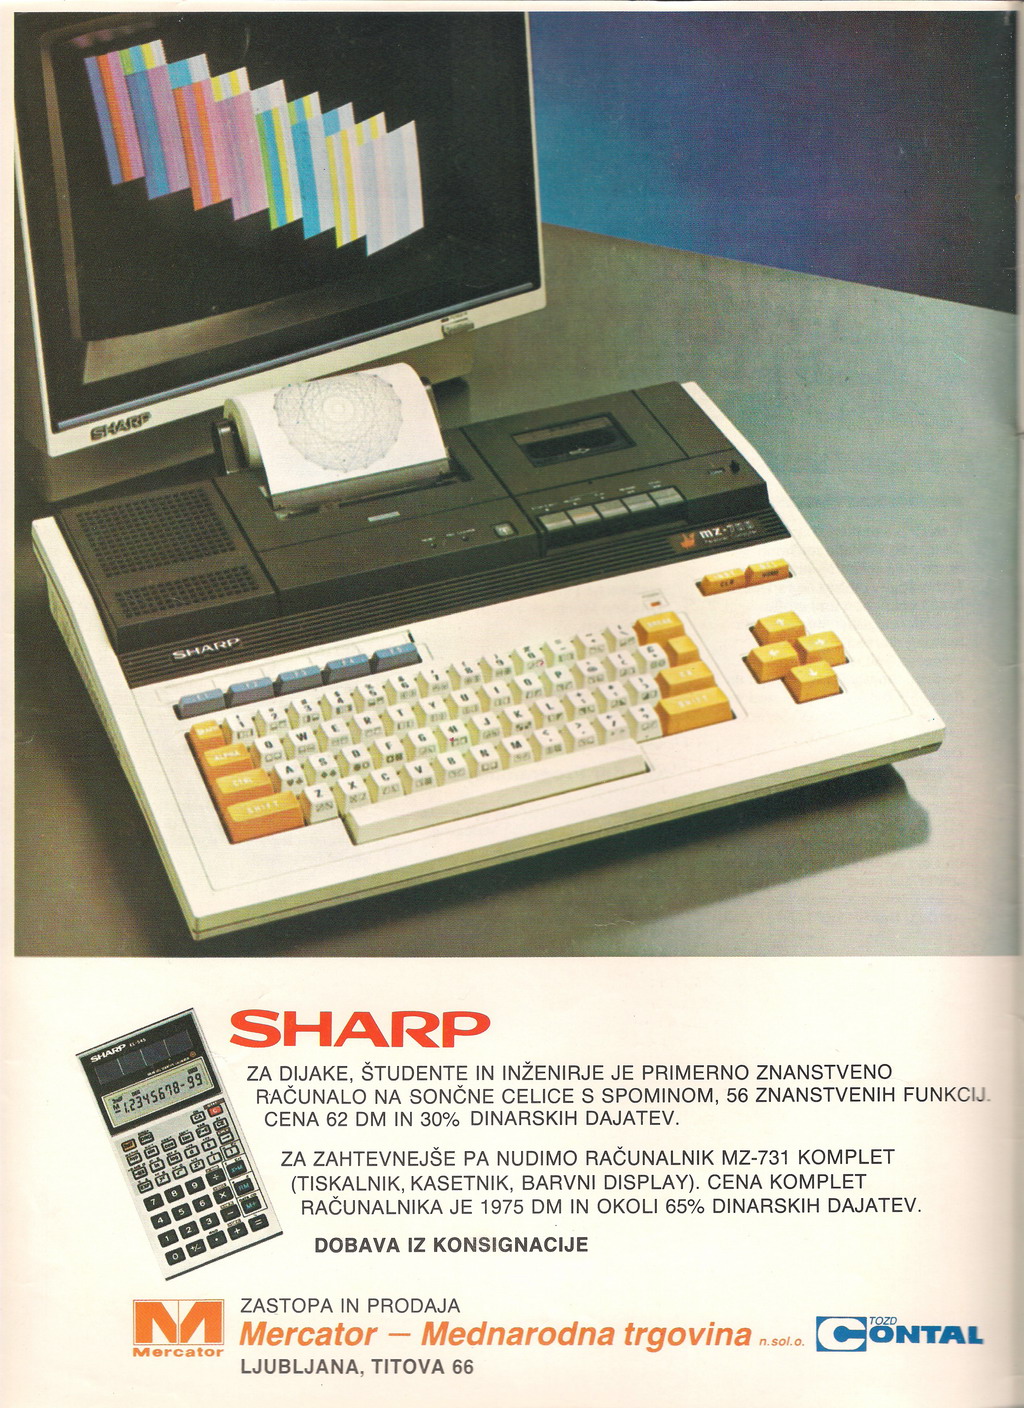 SHARP
SHARP
mz-700
SHARP
SHARP
ZA DIJAKE, ŠTUDENTE IN INŽENIRJE JE PRIMERNO ZNANSTVENO
RAČUNALO NA SONČNE CELICE S SPOMINOM, 56 ZNANSTVENIH FUNKCIJ.
CENA 62 DM IN 30% DINARSKIH DAJATEV.
ZA ZAHTEVNEJŠE PA NUDIMO RAČUNALNIK MZ-731 KOMPLET
(TISKALNIK, KASETNIK, BARVNI DISPLAY). CENA KOMPLET
RAČUNALNIKA JE 1975 DM IN OKOLI 65% DINARSKIH DAJATEV.
DOBAVA IZ KONSIGNACIJE
ZASTOPA IN PRODAJA
Mercator
Mercator – Mednarodna trgovina n.sol.o.
LJUBLJANA, TITOVA 66
TOZD
CONTAL